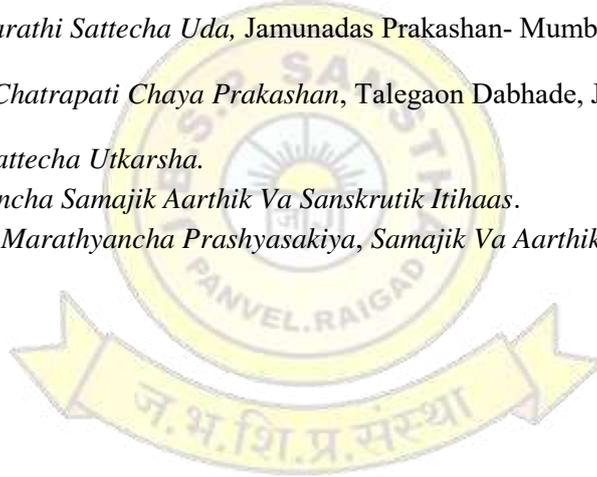 arathi Sattecha Uda, Jamunadas Prakashan- Mumb
Chatrapati Chaya Prakashan, Talegaon Dabhade, J
attecha Utkarsha.
ncha Samajik Aarthik Va Sanskrutik Itihaas.
Marathyancha Prashyasakiya, Samajik Va Aarthik
J.B.S.P. SANSTHA
PANVEL.RAIGAD
ज.भ.शि.प्र.संस्था